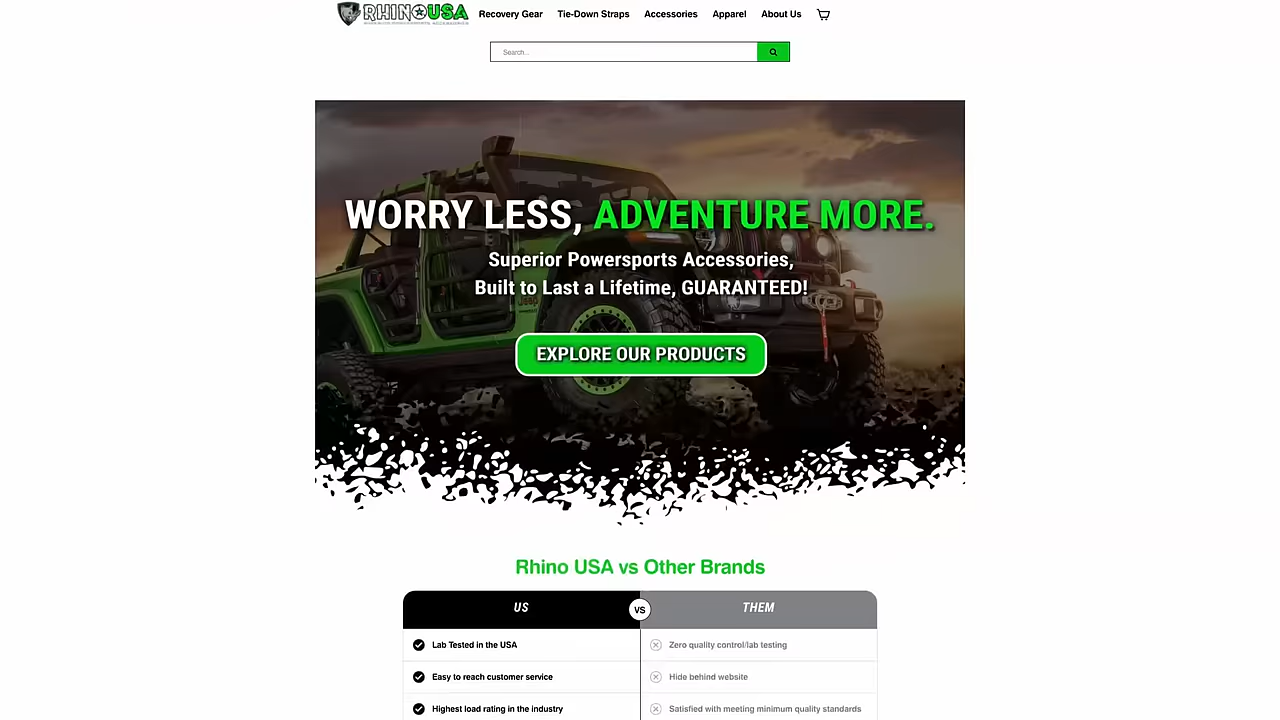 RHINO USA
Recovery Gear
Tie-Down Straps
Accessories
Apparel
About Us
Search...
WORRY LESS, ADVENTURE MORE.
Superior Powersports Accessories,
Built to Last a Lifetime, GUARANTEED!
EXPLORE OUR PRODUCTS
Rhino USA vs Other Brands
US
VS
THEM
Lab Tested in the USA
Zero quality control/lab testing
Easy to reach customer service
Hide behind website
Highest load rating in the industry
Satisfied with meeting minimum quality standards